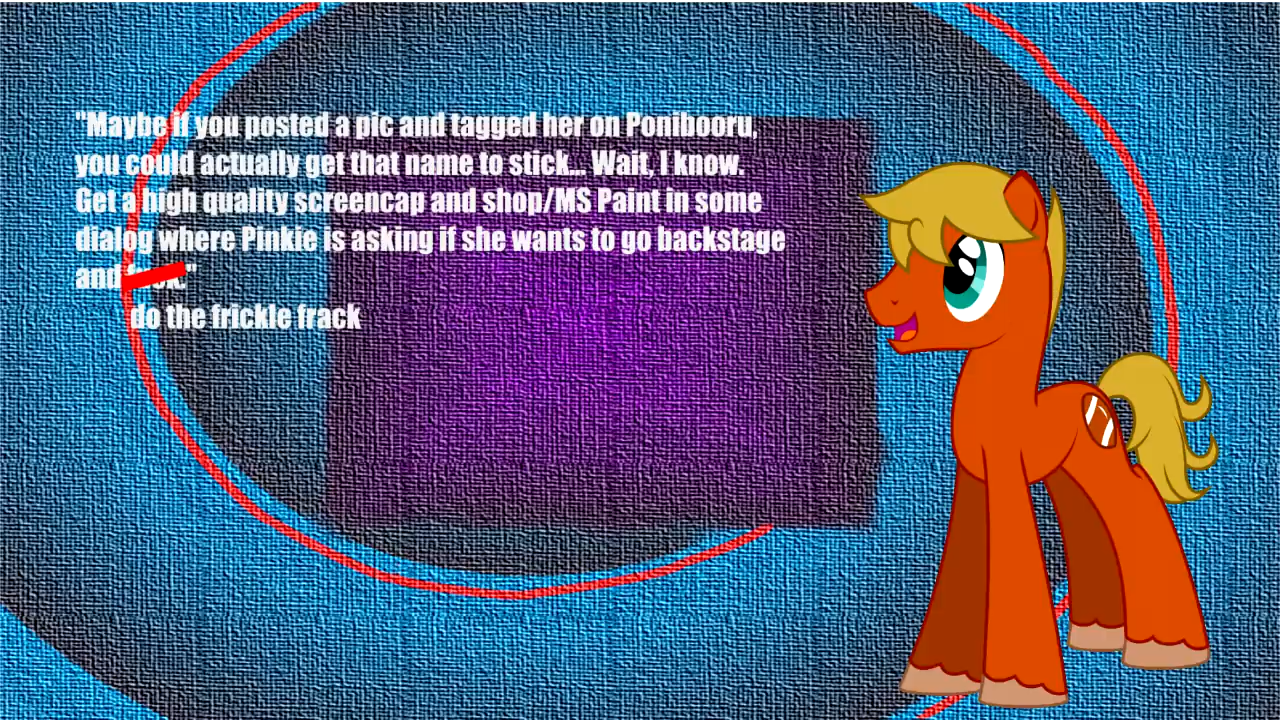 "Maybe if you posted a pic and tagged her on Ponibooru,
you could actually get that name to stick... Wait, I know.
Get a high quality screencap and shop/MS Paint in some
dialog where Pinkie is asking if she wants to go backstage
and
do the frickle frack